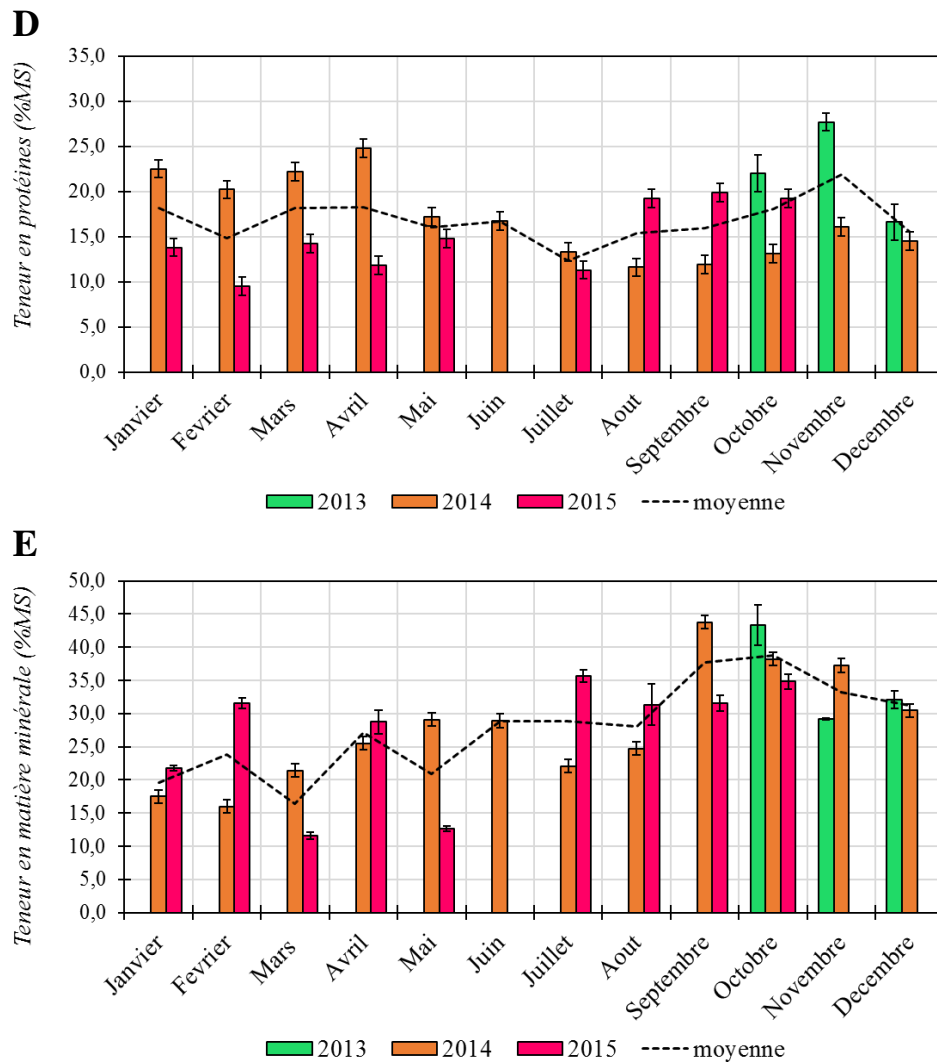 D
Teneur en protéines (%MS)
35,0
30,0
25,0
20,0
15,0
10,0
5,0
0,0
Janvier
Fevrier
Mars
Avril
Mai
Juin
Juillet
Aout
Septembre
Octobre
Novembre
Decembre
2013 2014 2015 moyenne
E
Teneur en matière minérale (%MS)
50,0
45,0
40,0
35,0
30,0
25,0
20,0
15,0
10,0
5,0
0,0
Janvier
Fevrier
Mars
Avril
Mai
Juin
Juillet
Aout
Septembre
Octobre
Novembre
Decembre
2013 2014 2015 moyenne